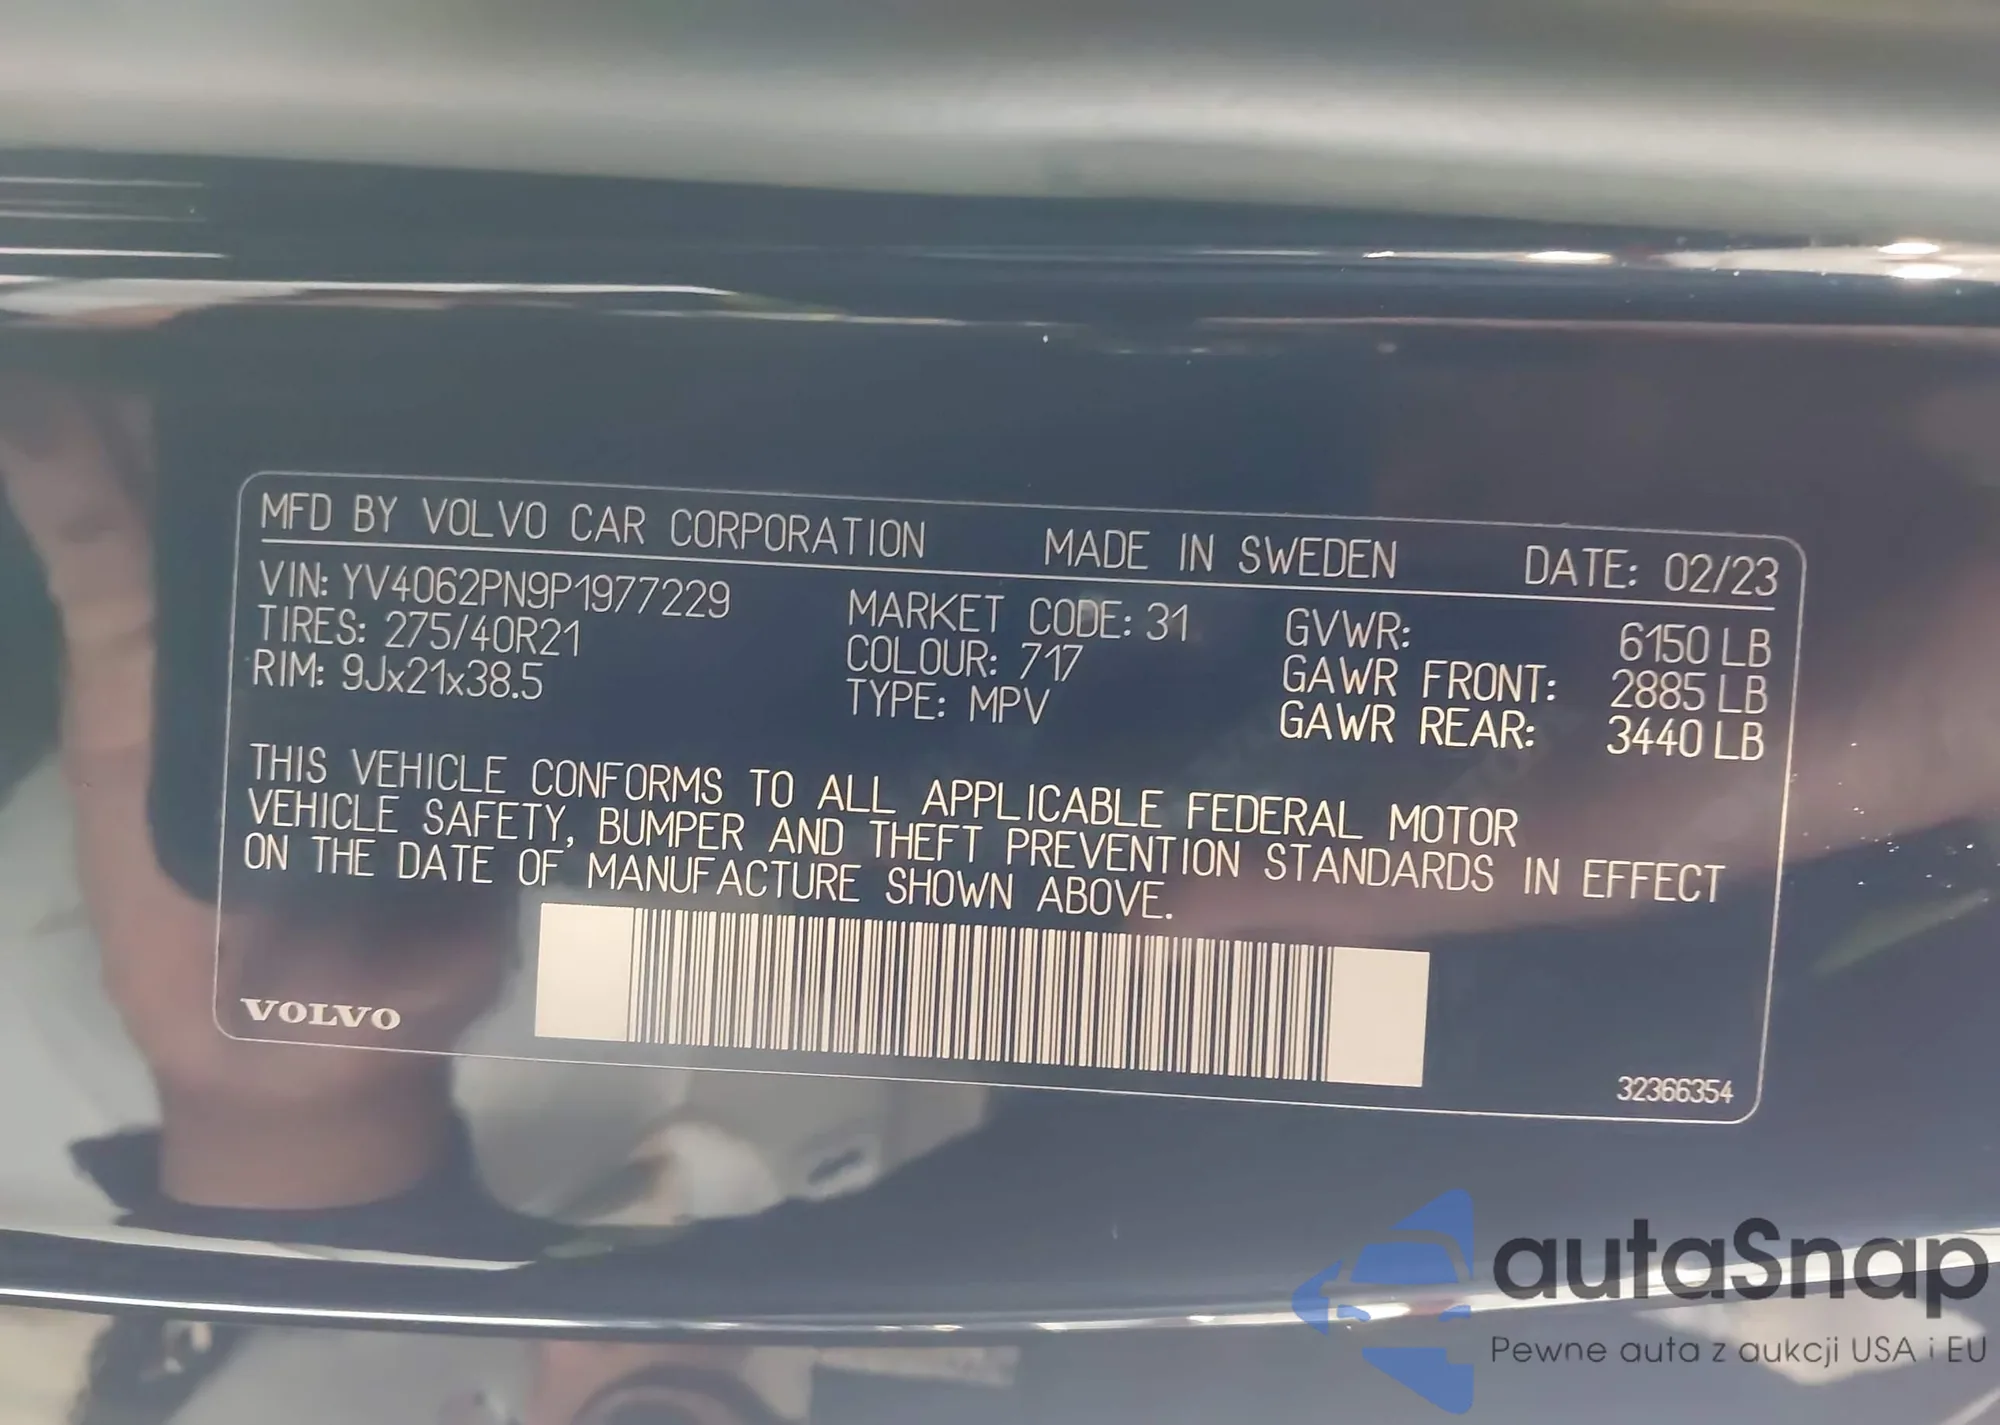 MFD BY VOLVO CAR CORPORATION MADE IN SWEDEN DATE: 02/23
VIN: YV4062PN9P1977229 MARKET CODE: 31 GVWR: 6150 LB
TIRES: 275/40R21 COLOUR: 717 GAWR FRONT: 2885 LB
RIM: 9Jx21x38.5 TYPE: MPV GAWR REAR: 3440 LB
THIS VEHICLE CONFORMS TO ALL APPLICABLE FEDERAL MOTOR
VEHICLE SAFETY, BUMPER AND THEFT PREVENTION STANDARDS IN EFFECT
ON THE DATE OF MANUFACTURE SHOWN ABOVE.
VOLVO
32366354
autaSnap
Pewne auta z aukcji USA i EU